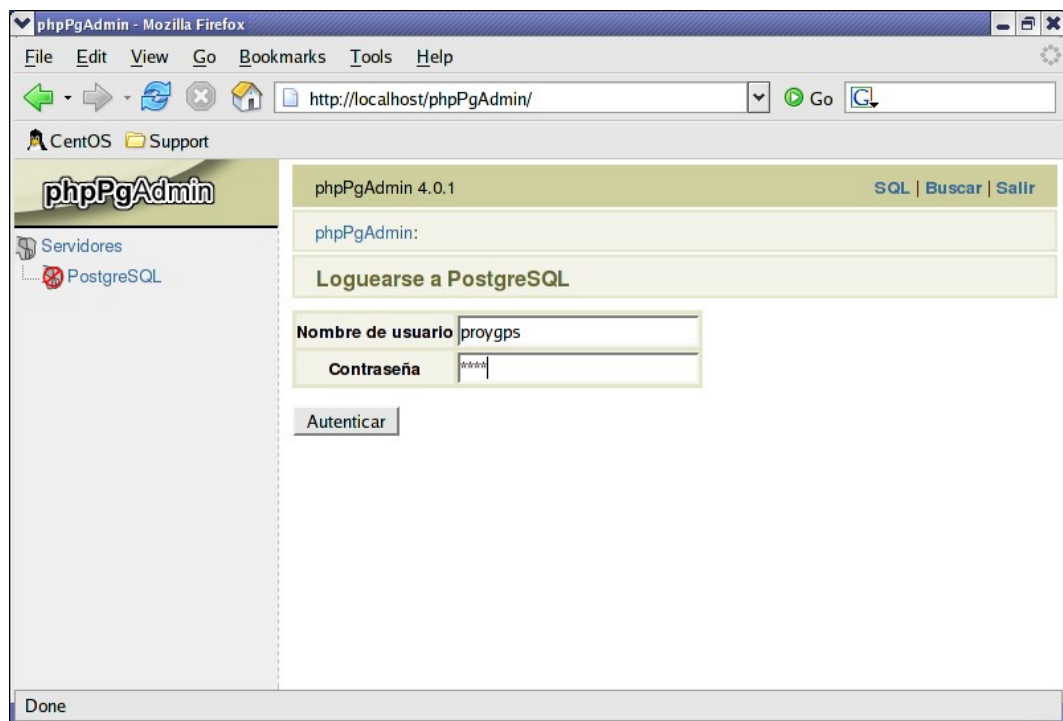 phpPgAdmin - Mozilla Firefox
File Edit View Go Bookmarks Tools Help
http://localhost/phpPgAdmin/ Go G
CentOS Support
phpPgAdmin
Servidores
PostgreSQL
phpPgAdmin 4.0.1 SQL | Buscar | Salir
phpPgAdmin:
Loguearse a PostgreSQL
Nombre de usuario proygps
Contraseña ****
Autenticar
Done